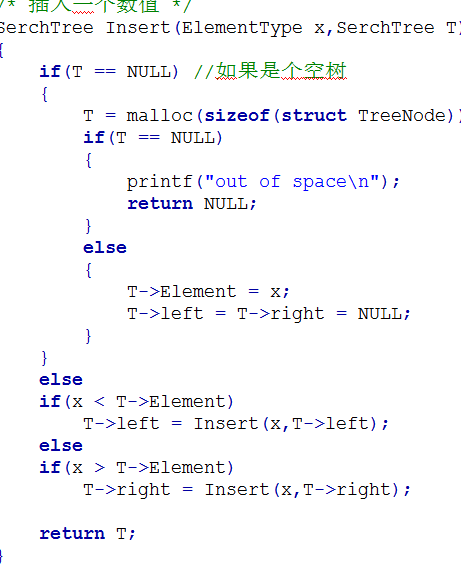 /* 插入一个数值 */
SerchTree Insert(ElementType x,SerchTree T)
{
    if(T == NULL) //如果是个空树
    {
        T = malloc(sizeof(struct TreeNode))
        if(T == NULL)
        {
            printf("out of space\n");
            return NULL;
        }
        else
        {
            T->Element = x;
            T->left = T->right = NULL;
        }
    }
    else
    if(x < T->Element)
        T->left = Insert(x,T->left);
    else
    if(x > T->Element)
        T->right = Insert(x,T->right);

    return T;
}